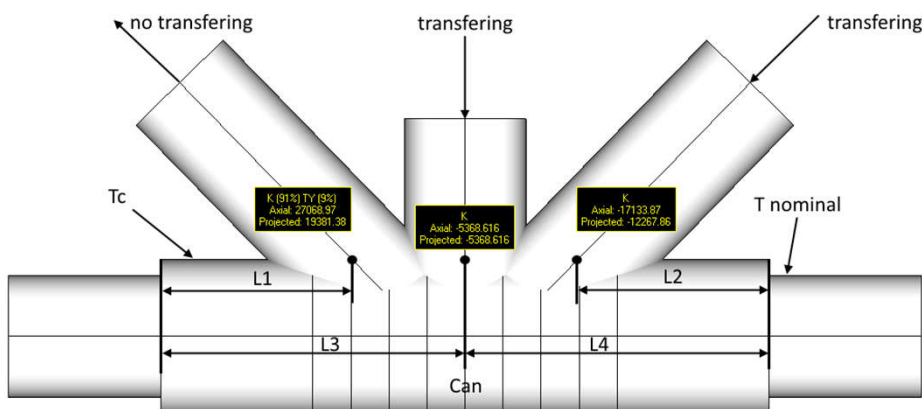 no transfering
transfering
transfering
K (91%) TY (9%)
Axial: 27068.97
Projected: 19381.38
K
Axial: -5368.616
Projected: -5368.616
K
Axial: -17133.87
Projected: -12267.86
Tc
T nominal
L1
L2
L3
L4
Can